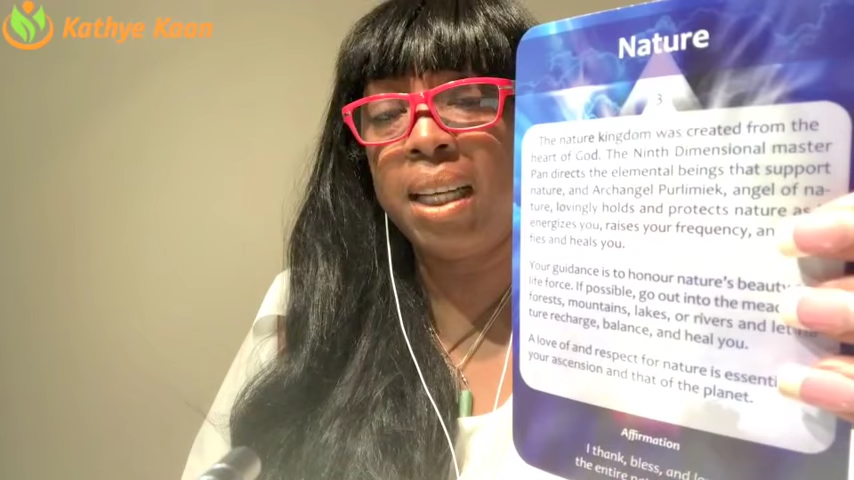 Kathye Kaan
Nature
3
The nature kingdom was created from the
heart of God. The Ninth Dimensional master
Pan directs the elemental beings that support
nature, and Archangel Purlimiek, angel of na-
ture, lovingly holds and protects nature as
energizes you, raises your frequency, an
fies and heals you.
Your guidance is to honour nature's beauty
life force. If possible, go out into the mea
forests, mountains, lakes, or rivers and let
ture recharge, balance, and heal you.
A love of and respect for nature is essenti
your ascension and that of the planet.
Affirmation
I thank, bless, and
the entire